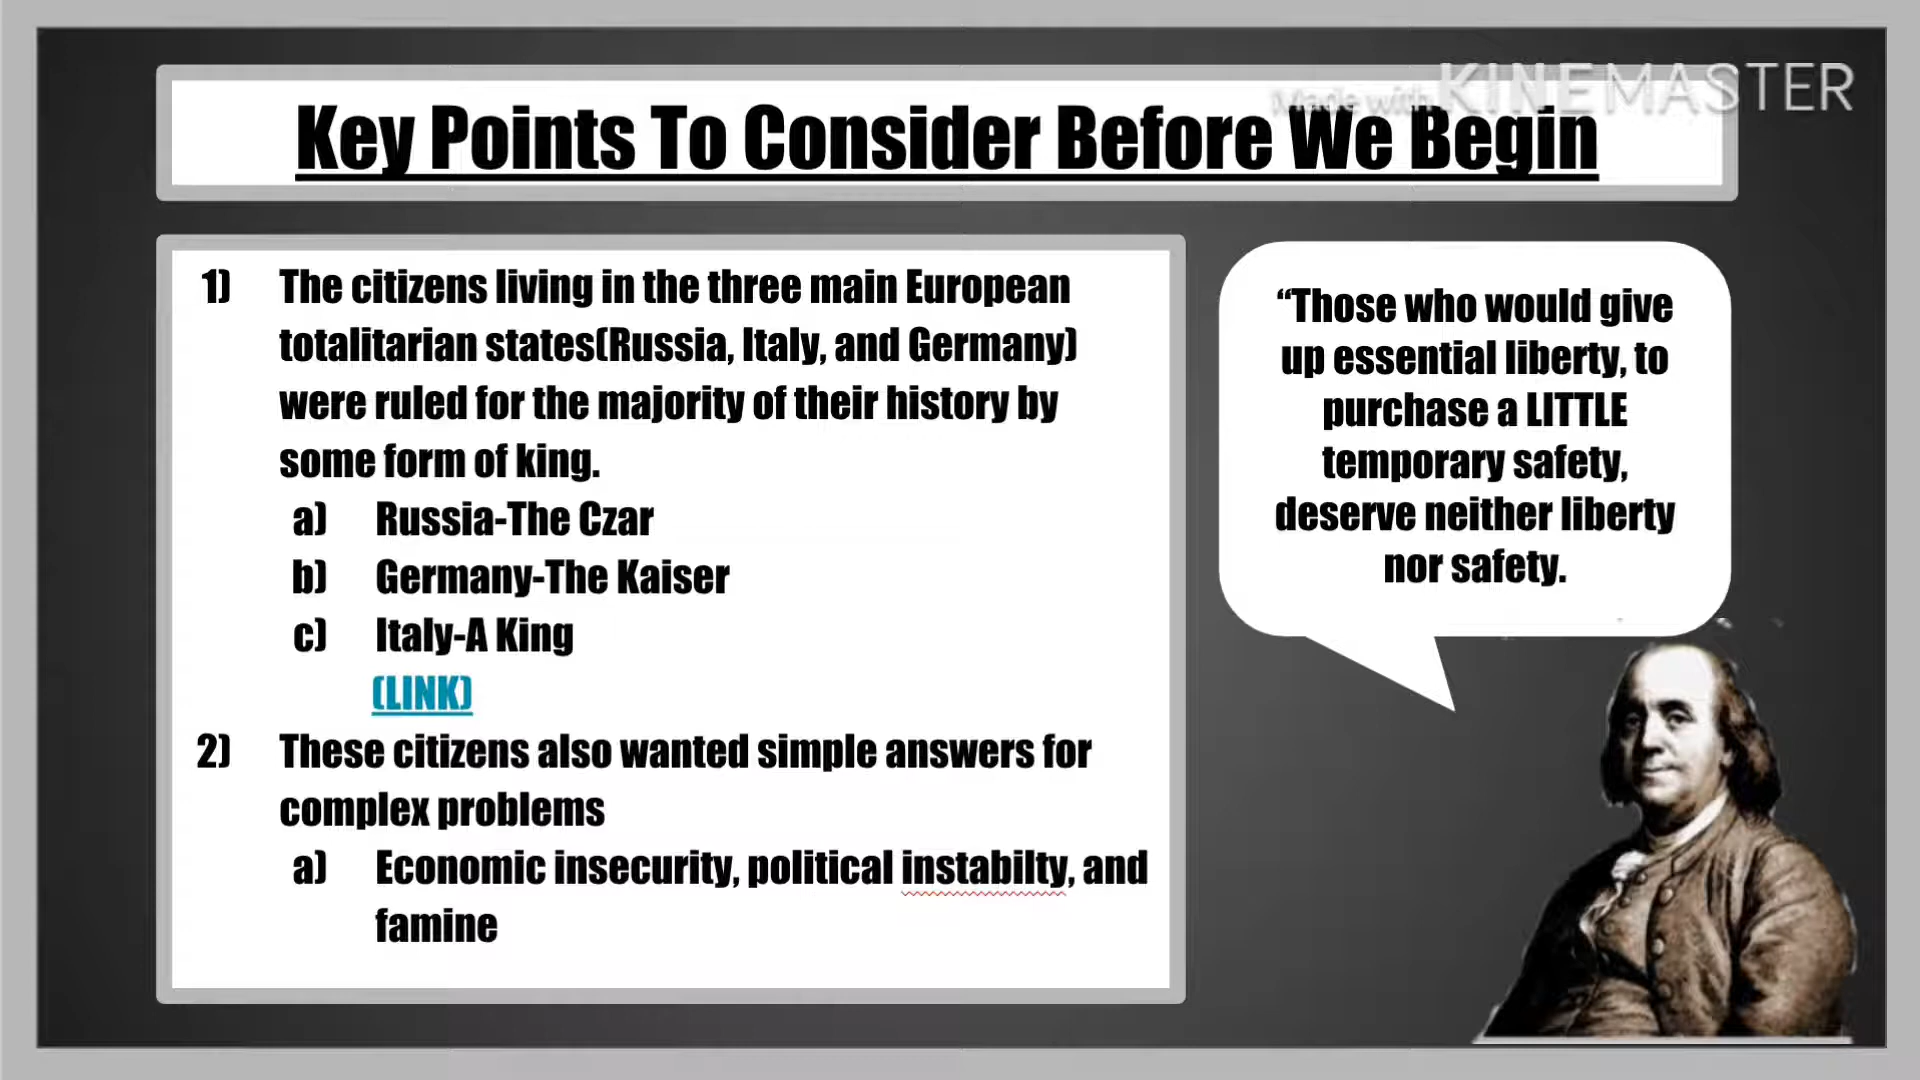 Made with KINEMASTER
Key Points To Consider Before We Begin
1) The citizens living in the three main European
totalitarian states(Russia, Italy, and Germany)
were ruled for the majority of their history by
some form of king.
a) Russia-The Czar
b) Germany-The Kaiser
c) Italy-A King
(LINK)
2) These citizens also wanted simple answers for
complex problems
a) Economic insecurity, political instabilty, and
famine
“Those who would give
up essential liberty, to
purchase a LITTLE
temporary safety,
deserve neither liberty
nor safety.